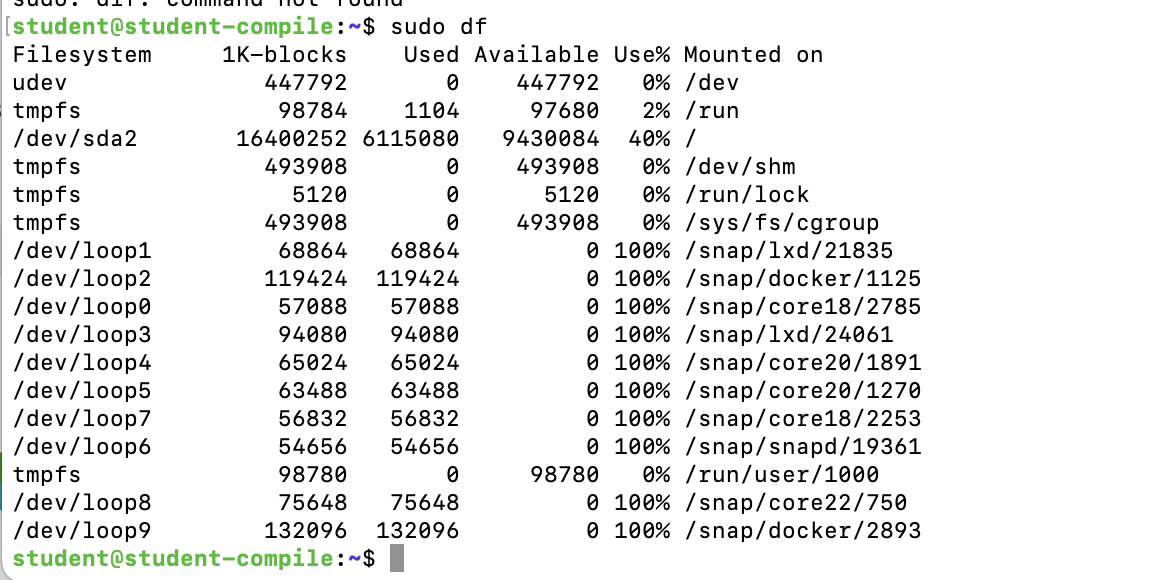 sudo: dif: command not found
[student@student-compile:~$ sudo df
Filesystem     1K-blocks    Used Available Use% Mounted on
udev              447792       0    447792   0% /dev
tmpfs              98784    1104     97680   2% /run
/dev/sda2       16400252 6115080   9430084  40% /
tmpfs             493908       0    493908   0% /dev/shm
tmpfs               5120       0      5120   0% /run/lock
tmpfs             493908       0    493908   0% /sys/fs/cgroup
/dev/loop1         68864   68864         0 100% /snap/lxd/21835
/dev/loop2        119424  119424         0 100% /snap/docker/1125
/dev/loop0         57088   57088         0 100% /snap/core18/2785
/dev/loop3         94080   94080         0 100% /snap/lxd/24061
/dev/loop4         65024   65024         0 100% /snap/core20/1891
/dev/loop5         63488   63488         0 100% /snap/core20/1270
/dev/loop7         56832   56832         0 100% /snap/core18/2253
/dev/loop6         54656   54656         0 100% /snap/snapd/19361
tmpfs              98780       0     98780   0% /run/user/1000
/dev/loop8         75648   75648         0 100% /snap/core22/750
/dev/loop9        132096  132096         0 100% /snap/docker/2893
student@student-compile:~$